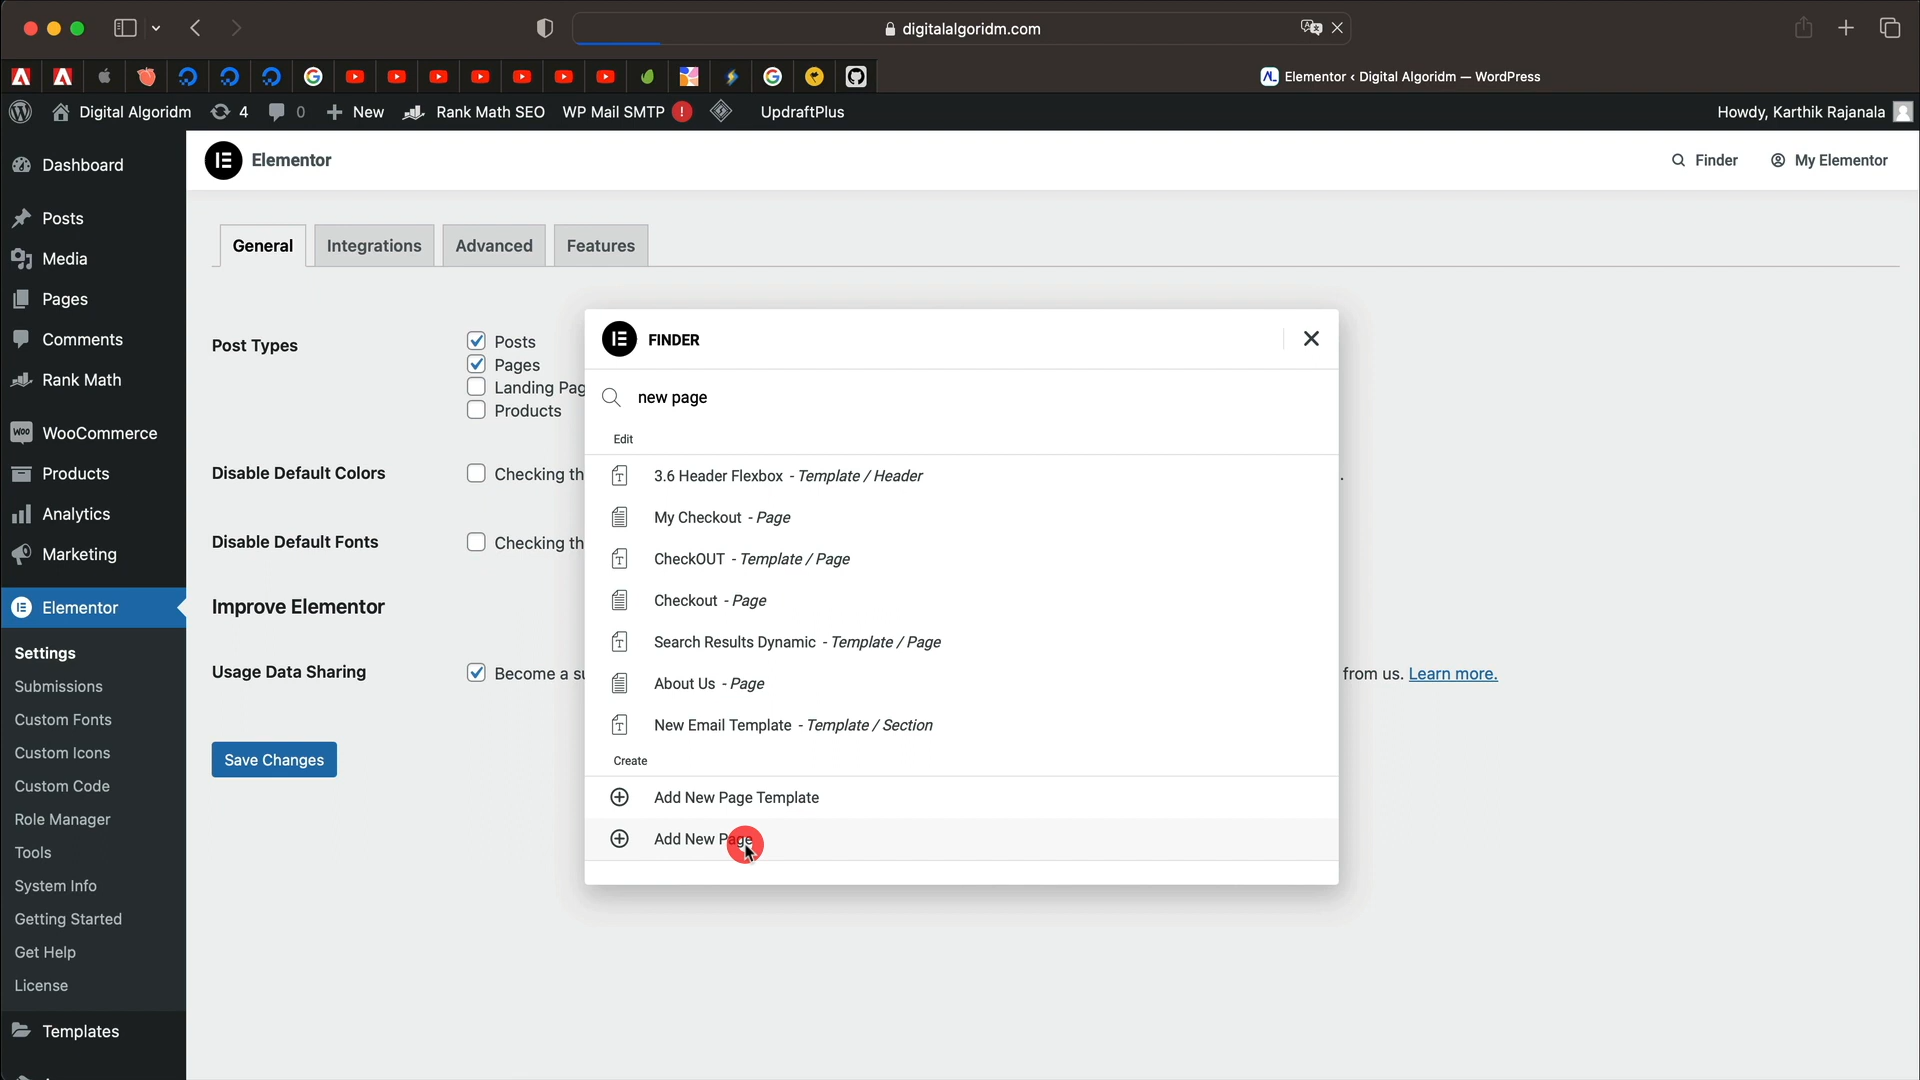 digitalalgoridm.com
Elementor < Digital Algoridm — WordPress
Digital Algoridm
4
0
New
Rank Math SEO
WP Mail SMTP
!
UpdraftPlus
Howdy, Karthik Rajanala
Dashboard
Posts
Media
Pages
Comments
Rank Math
WooCommerce
Products
Analytics
Marketing
Elementor
Settings
Submissions
Custom Fonts
Custom Icons
Custom Code
Role Manager
Tools
System Info
Getting Started
Get Help
License
Templates
Elementor
Finder
My Elementor
General
Integrations
Advanced
Features
Post Types
Posts
Pages
Landing Pag
Products
Disable Default Colors
Checking th
.
Disable Default Fonts
Checking th
Improve Elementor
Usage Data Sharing
Become a su
from us. Learn more.
Save Changes
FINDER
new page
Edit
3.6 Header Flexbox - Template / Header
My Checkout - Page
CheckOUT - Template / Page
Checkout - Page
Search Results Dynamic - Template / Page
About Us - Page
New Email Template - Template / Section
Create
Add New Page Template
Add New Page